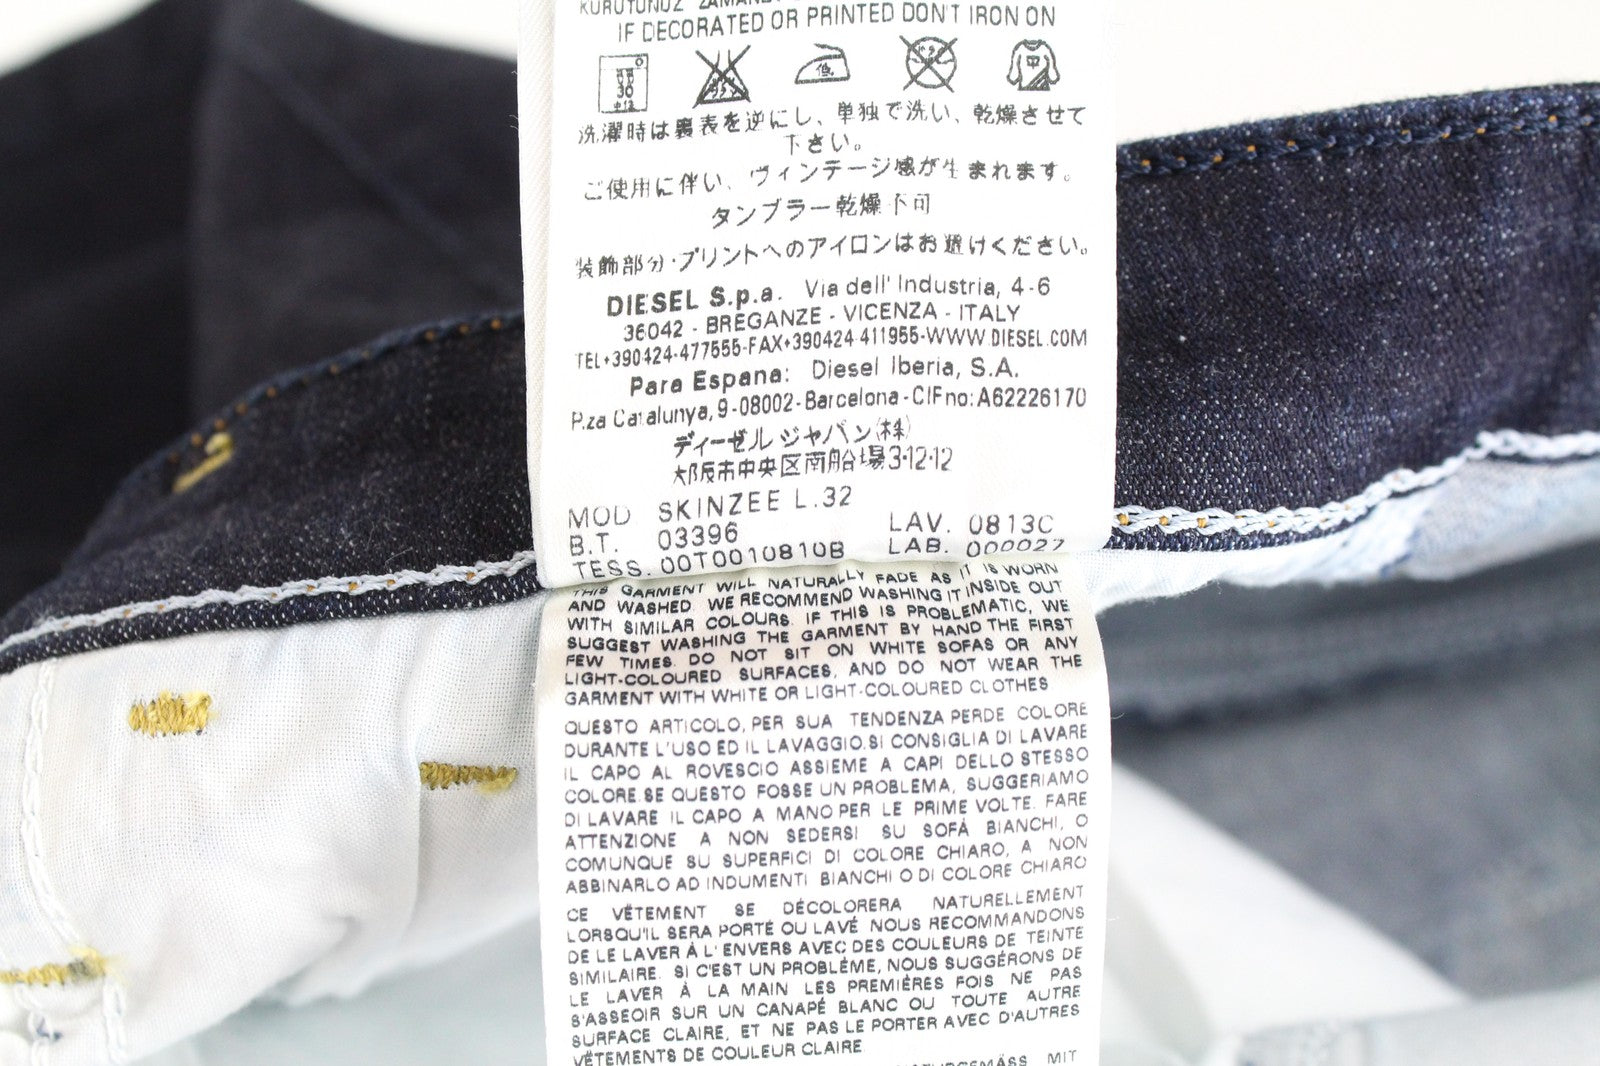 KURUTUNUZ
IF DECORATED OR PRINTED DON'T IRON ON
30
中性
低
洗濯時は裏表を逆にし、単独で洗い、乾燥させて
下さい。
ご使用に伴い、ヴィンテージ感が生まれます。
タンブラー乾燥不可
装飾部分・プリントへのアイロンはお避けください。
DIESEL S.p.a. Via dell' Industria, 4-6
36042 - BREGANZE - VICENZA - ITALY
TEL+390424-477555-FAX+390424-411955-WWW.DIESEL.COM
Para Espana: Diesel Iberia, S.A.
P.za Catalunya, 9-08002-Barcelona-CIF no:A62226170
ディーゼル ジャパン(株)
大阪市中央区南船場3-12-12
MOD SKINZEE L.32
B.T. 03396 LAV. 0813C
TESS. 00T0010810B LAB. 000027
THIS GARMENT WILL NATURALLY FADE AS IT IS WORN
AND WASHED. WE RECOMMEND WASHING IT INSIDE OUT
WITH SIMILAR COLOURS. IF THIS IS PROBLEMATIC, WE
SUGGEST WASHING THE GARMENT BY HAND THE FIRST
FEW TIMES. DO NOT SIT ON WHITE SOFAS OR ANY
LIGHT-COLOURED SURFACES, AND DO NOT WEAR THE
GARMENT WITH WHITE OR LIGHT-COLOURED CLOTHES
QUESTO ARTICOLO, PER SUA TENDENZA PERDE COLORE
DURANTE L'USO ED IL LAVAGGIO.SI CONSIGLIA DI LAVARE
IL CAPO AL ROVESCIO ASSIEME A CAPI DELLO STESSO
COLORE.SE QUESTO FOSSE UN PROBLEMA, SUGGERIAMO
DI LAVARE IL CAPO A MANO PER LE PRIME VOLTE. FARE
ATTENZIONE A NON SEDERSI SU SOFÀ BIANCHI, O
COMUNQUE SU SUPERFICI DI COLORE CHIARO, A NON
ABBINARLO AD INDUMENTI BIANCHI O DI COLORE CHIARO
CE VÊTEMENT SE DÉCOLORERA NATURELLEMENT
LORSQU'IL SERA PORTÉ OU LAVÉ NOUS RECOMMANDONS
DE LE LAVER À L'ENVERS AVEC DES COULEURS DE TEINTE
SIMILAIRE. SI C'EST UN PROBLÉME, NOUS SUGGÉRONS DE
LE LAVER À LA MAIN LES PREMIÈRES FOIS NE PAS
S'ASSEOIR SUR UN CANAPÉ BLANC OU TOUTE AUTRE
SURFACE CLAIRE, ET NE PAS LE PORTER AVEC D'AUTRES
VÊTEMENTS DE COULEUR CLAIRE.
MIT